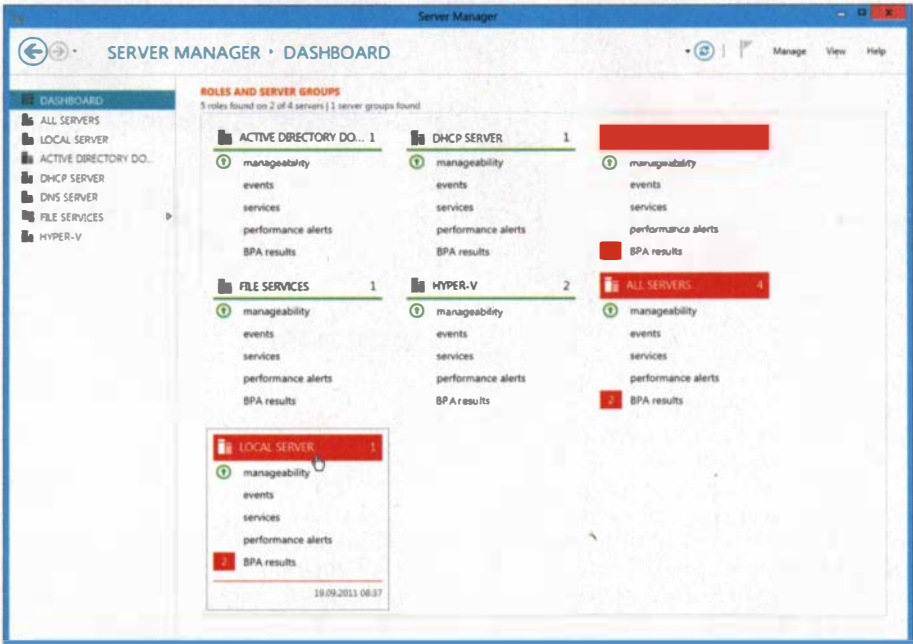 Server Manager
SERVER MANAGER • DASHBOARD
Manage View Help
DASHBOARD
ALL SERVERS
LOCAL SERVER
ACTIVE DIRECTORY DO...
DHCP SERVER
DNS SERVER
FILE SERVICES
HYPER-V
ROLES AND SERVER GROUPS
5 roles found on 2 of 4 servers | 1 server groups found
ACTIVE DIRECTORY DO... 1
manageability
events
services
performance alerts
BPA results
DHCP SERVER 1
manageability
events
services
performance alerts
BPA results
manageability
events
services
performance alerts
BPA results
FILE SERVICES 1
manageability
events
services
performance alerts
BPA results
HYPER-V 2
manageability
events
services
performance alerts
BPA results
ALL SERVERS 4
manageability
events
services
performance alerts
2 BPA results
LOCAL SERVER 1
manageability
events
services
performance alerts
2 BPA results
19.09.2011 08:37